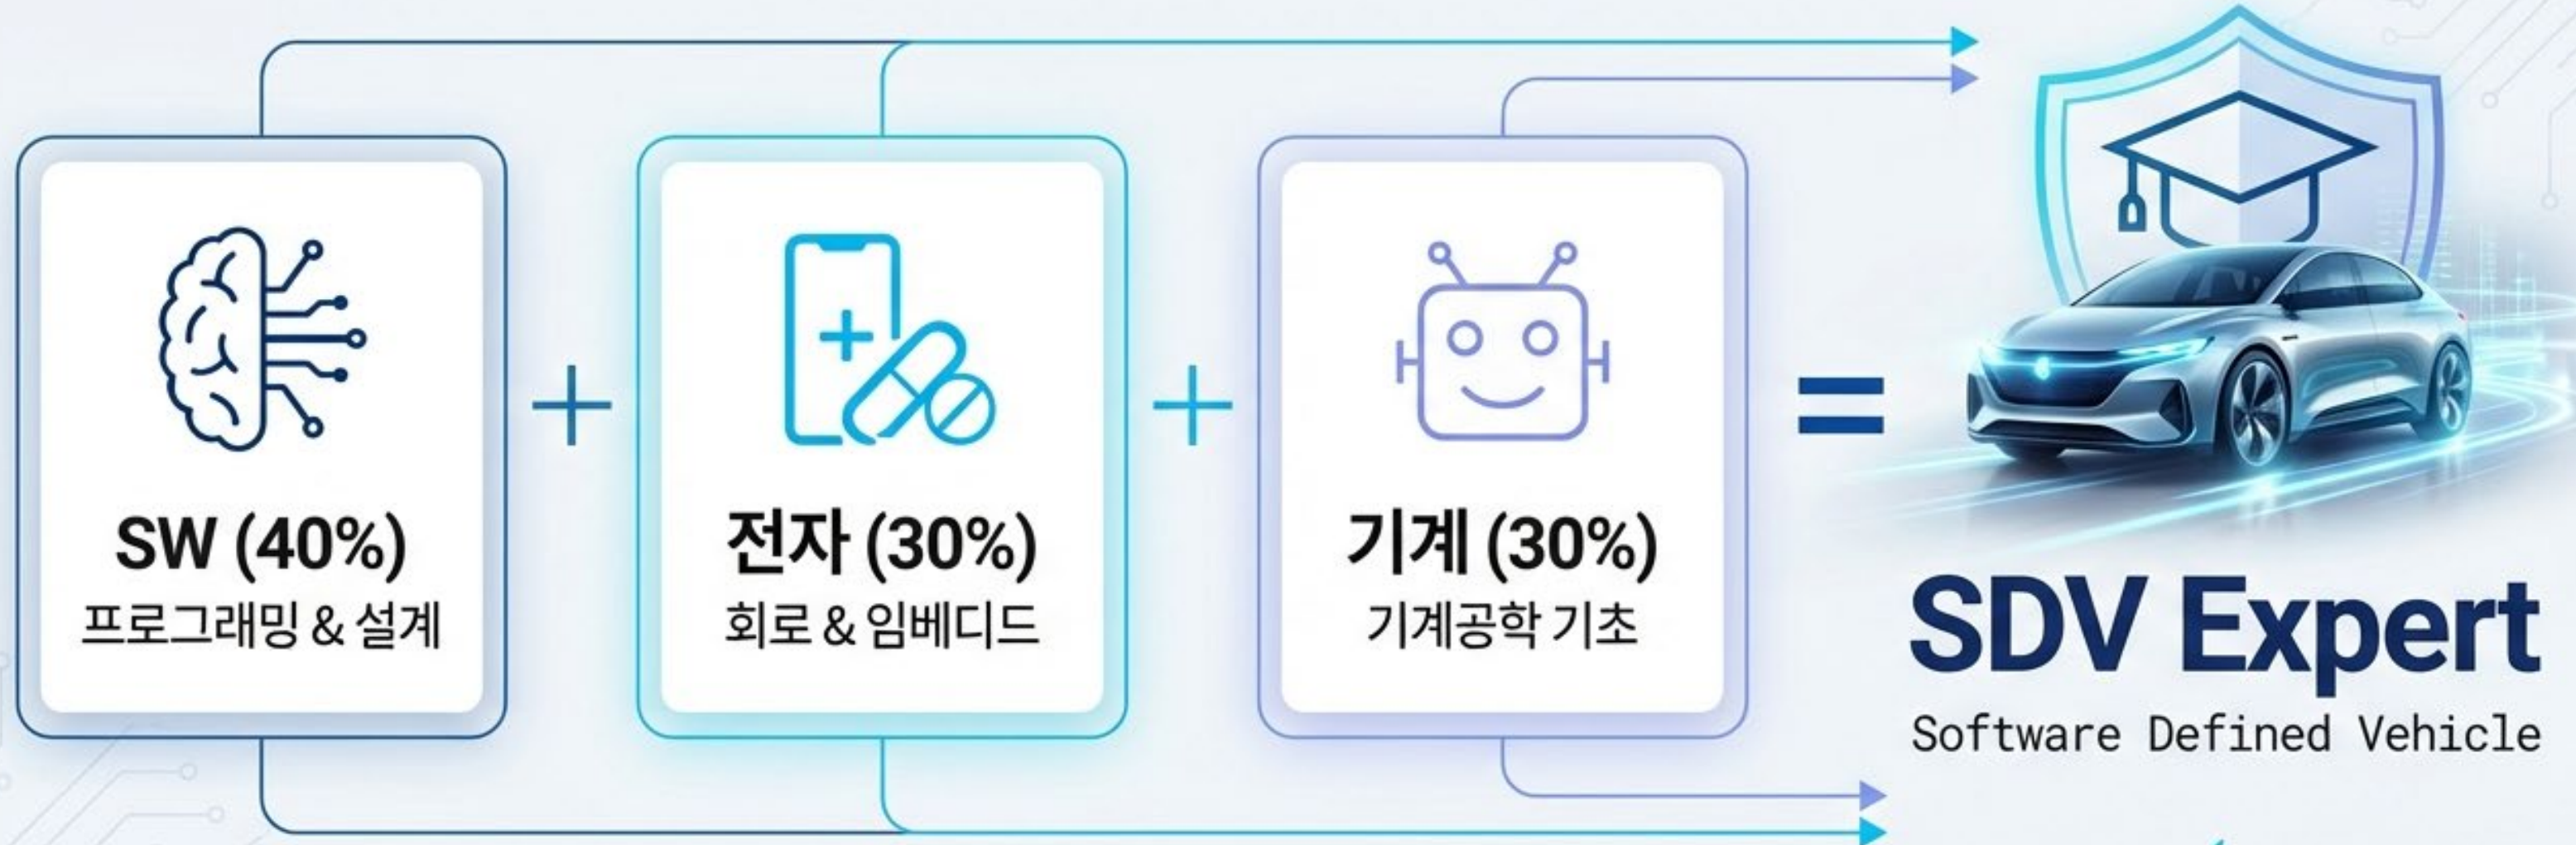 SW (40%)
프로그래밍 & 설계
+
전자 (30%)
회로 & 임베디드
+
기계 (30%)
기계공학 기초
=
SDV Expert
Software Defined Vehicle